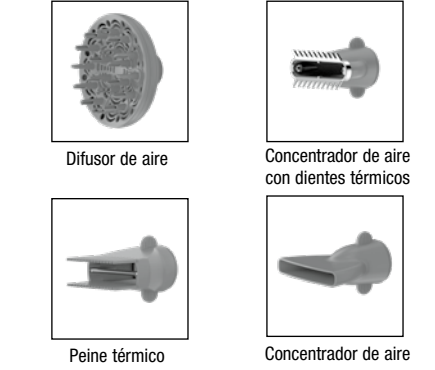 Difusor de aire
Concentrador de aire
con dientes térmicos
Peine térmico
Concentrador de aire